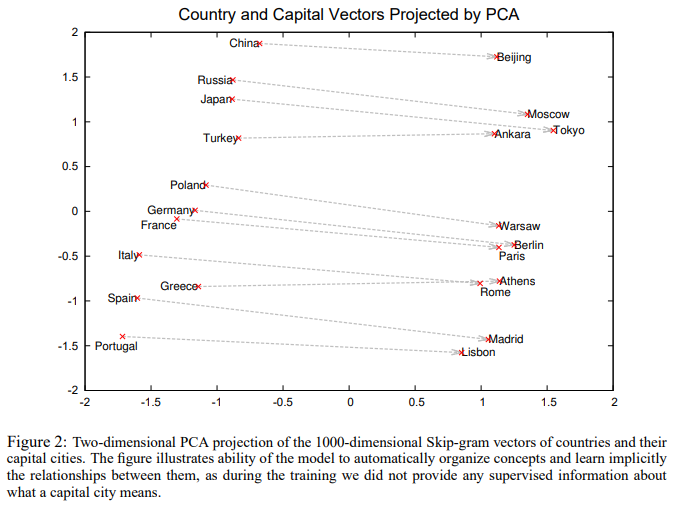 Country and Capital Vectors Projected by PCA
2
1.5
1
0.5
0
-0.5
-1
-1.5
-2
-2 -1.5 -1 -0.5 0 0.5 1 1.5 2
China
Beijing
Russia
Japan
Moscow
Tokyo
Turkey
Ankara
Poland
Germany
France
Warsaw
Berlin
Paris
Italy
Greece
Athens
Rome
Spain
Madrid
Portugal
Lisbon
Figure 2: Two-dimensional PCA projection of the 1000-dimensional Skip-gram vectors of countries and their
capital cities. The figure illustrates ability of the model to automatically organize concepts and learn implicitly
the relationships between them, as during the training we did not provide any supervised information about
what a capital city means.